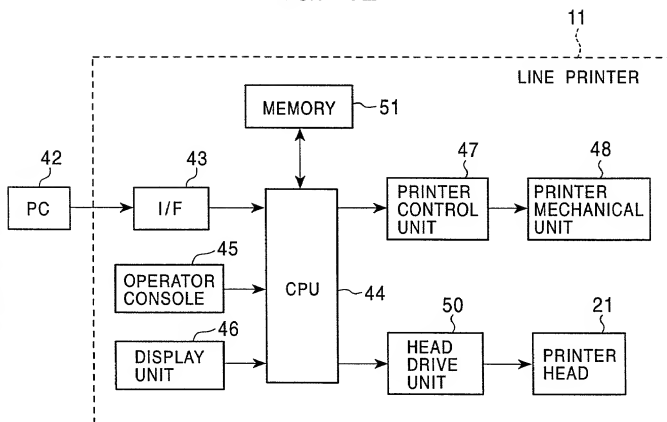 11
LINE PRINTER
MEMORY
51
42
43
47
48
PC
I/F
PRINTER
CONTROL
UNIT
PRINTER
MECHANICAL
UNIT
45
OPERATOR
CONSOLE
CPU
44
46
DISPLAY
UNIT
50
21
HEAD
DRIVE
UNIT
PRINTER
HEAD